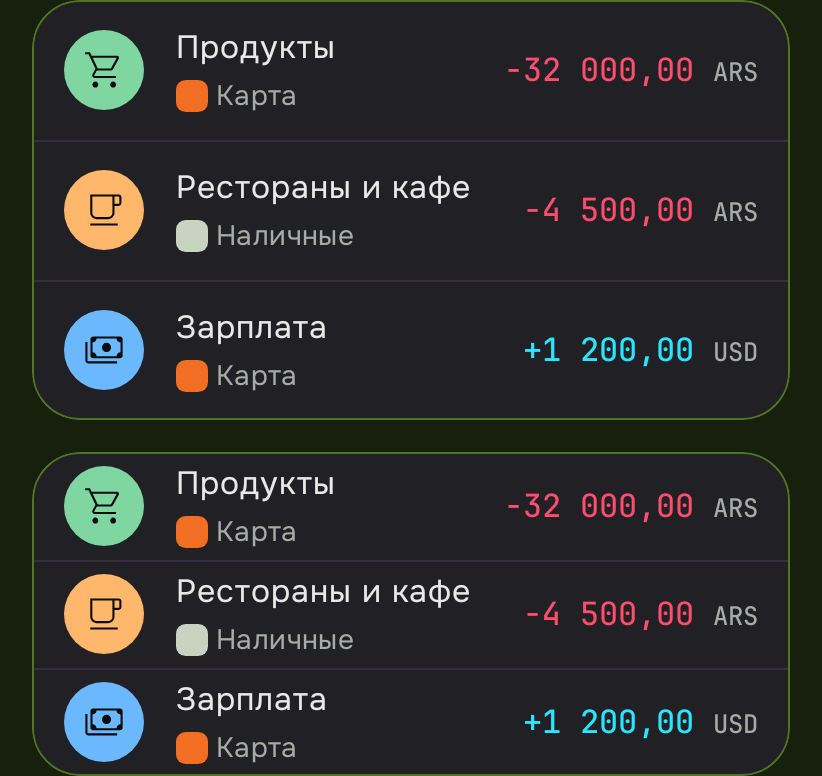 Продукты
-32 000,00 ARS
Карта
Рестораны и кафе
-4 500,00 ARS
Наличные
Зарплата
+1 200,00 USD
Карта
Продукты
-32 000,00 ARS
Карта
Рестораны и кафе
-4 500,00 ARS
Наличные
Зарплата
+1 200,00 USD
Карта